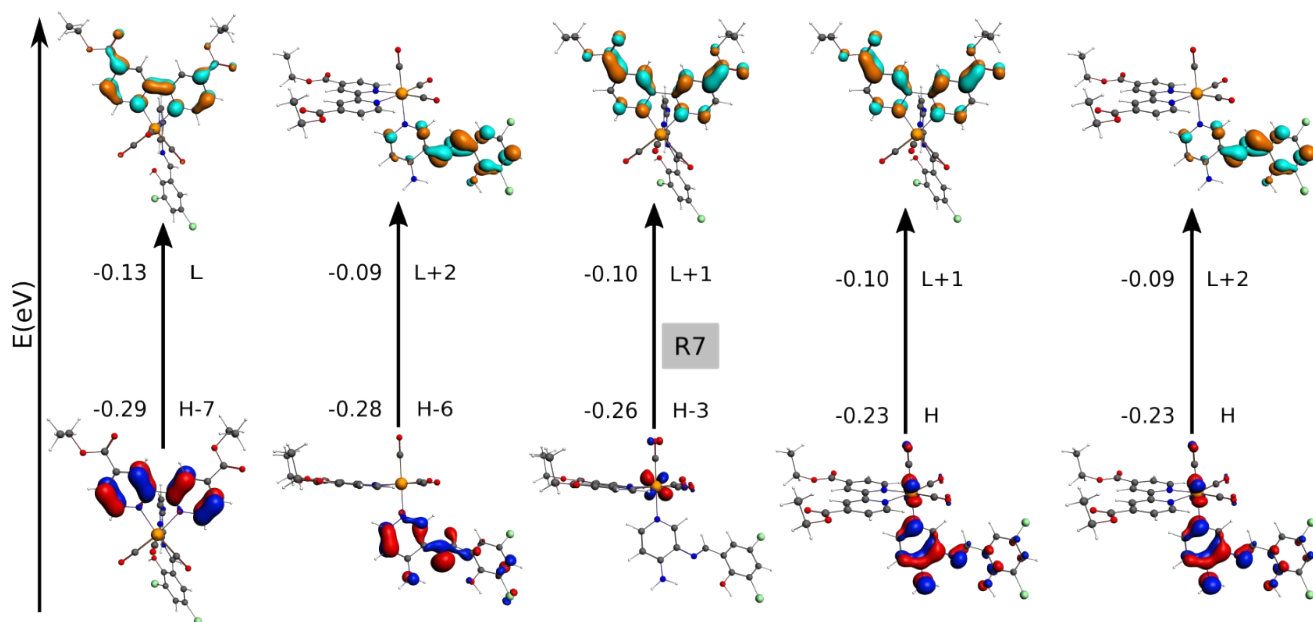 E(eV)
-0.13 L
-0.09 L+2
-0.10 L+1
-0.10 L+1
-0.09 L+2
R7
-0.29 H-7
-0.28 H-6
-0.26 H-3
-0.23 H
-0.23 H